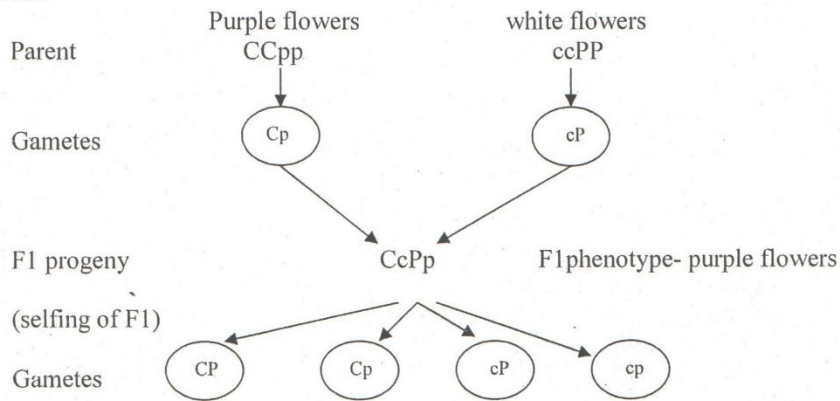 Purple flowers white flowers
Parent CCpp ccPP
Gametes Cp cP
F1 progeny CcPp F1phenotype- purple flowers
(selfing of F1)
Gametes CP Cp cP cp